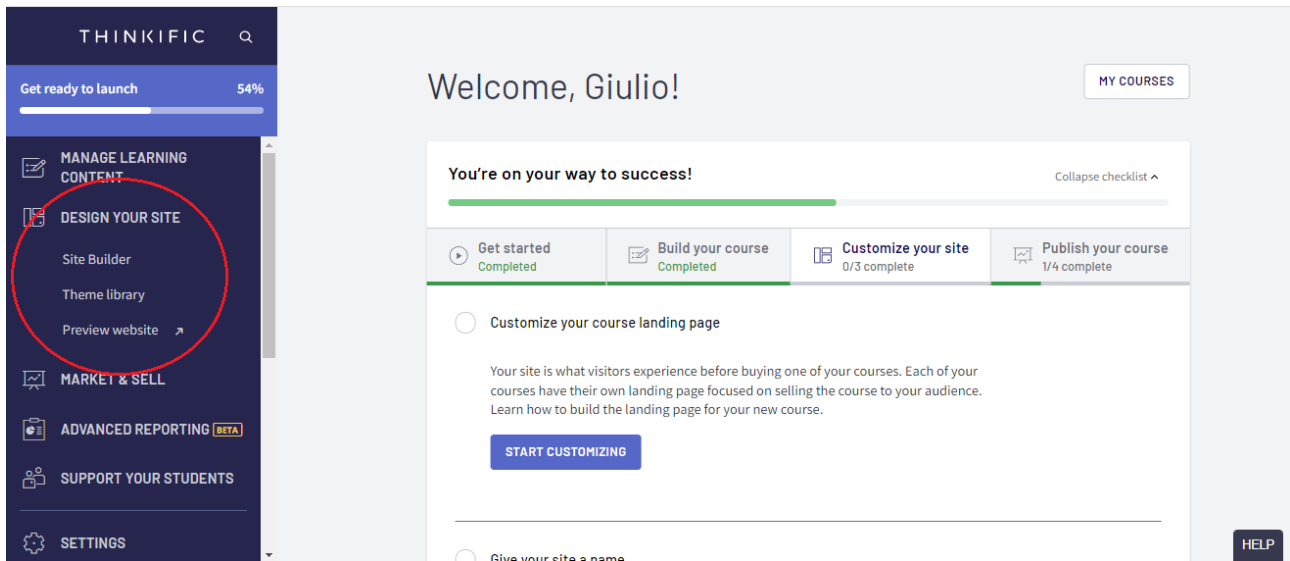 THINKIFIC
Get ready to launch 54%
MANAGE LEARNING
CONTENT
DESIGN YOUR SITE
Site Builder
Theme library
Preview website
MARKET & SELL
ADVANCED REPORTING BETA
SUPPORT YOUR STUDENTS
SETTINGS
Welcome, Giulio!
MY COURSES
You're on your way to success!
Collapse checklist
Get started
Completed
Build your course
Completed
Customize your site
0/3 complete
Publish your course
1/4 complete
Customize your course landing page
Your site is what visitors experience before buying one of your courses. Each of your
courses have their own landing page focused on selling the course to your audience.
Learn how to build the landing page for your new course.
START CUSTOMIZING
Give your site a name
HELP